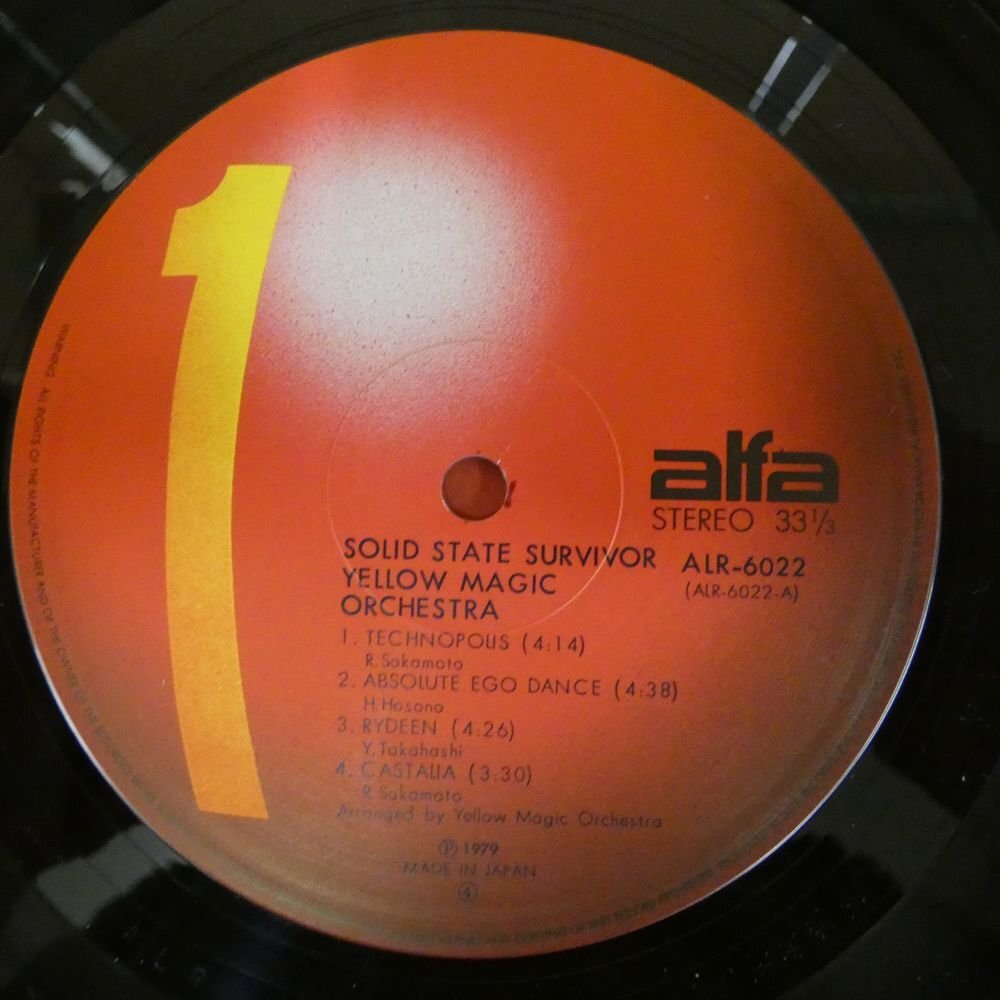 1
alfa
STEREO 33 1/3
SOLID STATE SURVIVOR ALR-6022
YELLOW MAGIC (ALR-6022-A)
ORCHESTRA
1. TECHNOPOLIS (4:14)
R.Sakamoto
2. ABSOLUTE EGO DANCE (4:38)
H.Hosono
3. RYDEEN (4:26)
Y.Takahashi
4. CASTALIA (3:30)
R.Sakamoto
Arranged by Yellow Magic Orchestra
Ⓟ 1979
MADE IN JAPAN
④
WARNING: All RIGHTS OF THE MANUFACTURER AND OF THE OWNER OF THE RECORDED WORK